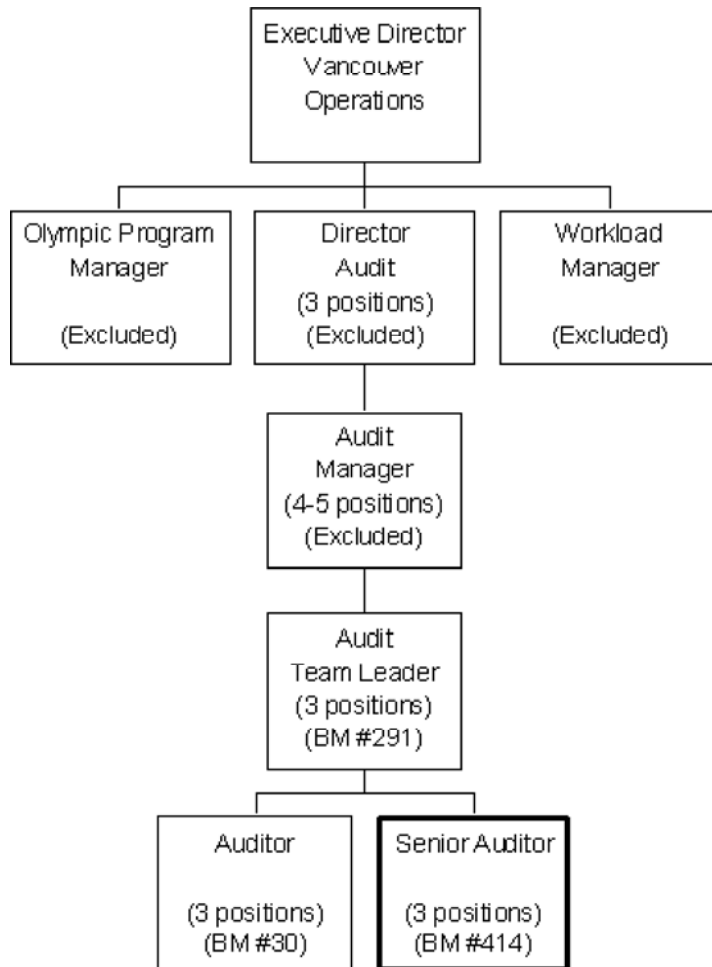 Executive Director
Vancouver
Operations
Olympic Program
Manager
(Excluded)
Director
Audit
(3 positions)
(Excluded)
Workload
Manager
(Excluded)
Audit
Manager
(4-5 positions)
(Excluded)
Audit
Team Leader
(3 positions)
(BM #291)
Auditor
(3 positions)
(BM #30)
Senior Auditor
(3 positions)
(BM #414)